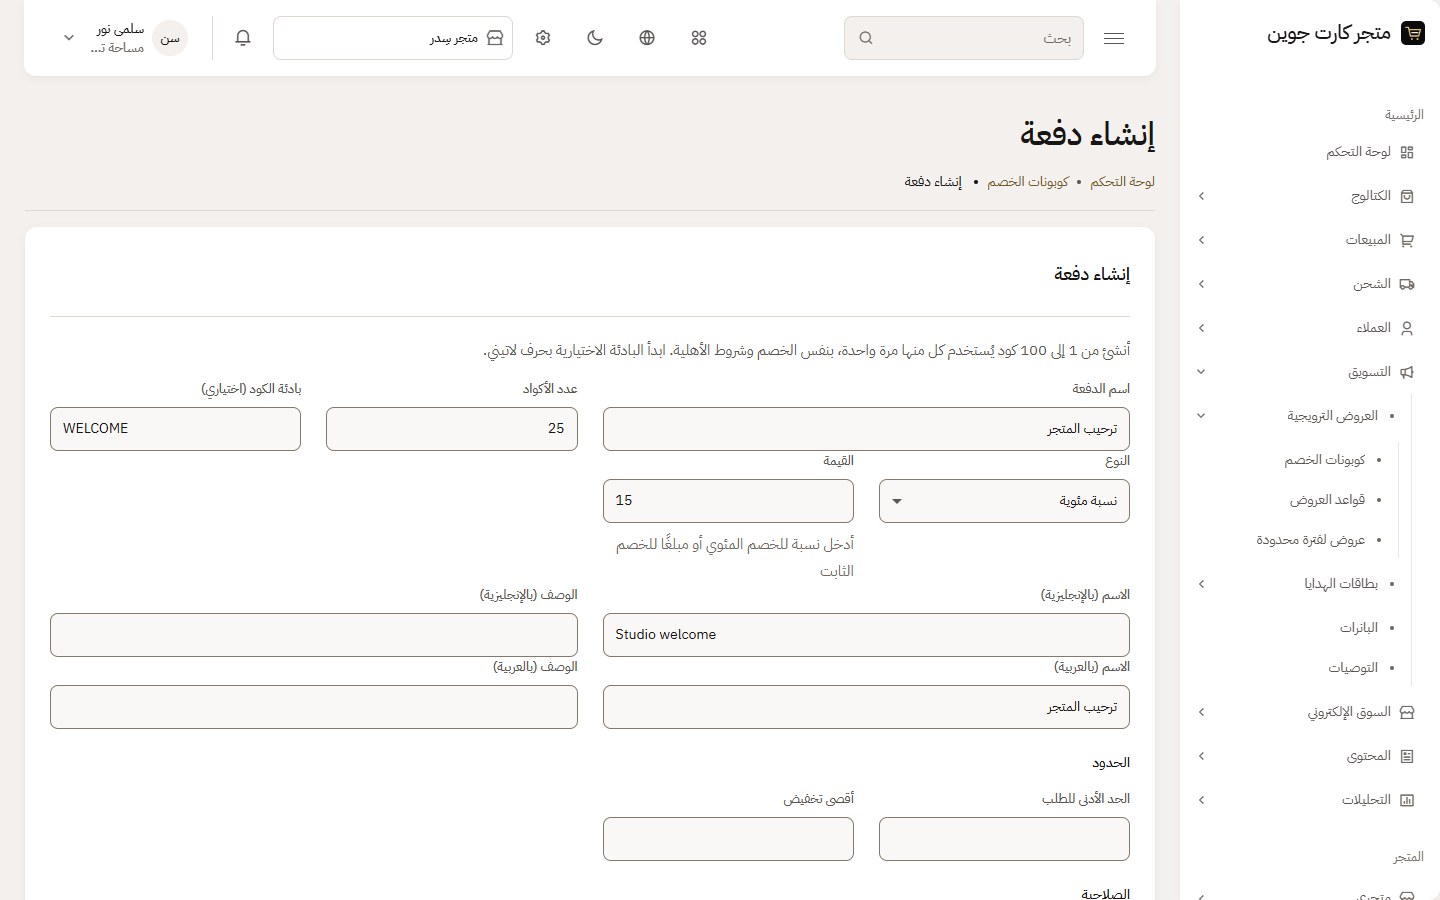 متجر كارت جوين
الرئيسية
لوحة التحكم
الكتالوج
المبيعات
الشحن
العملاء
التسويق
العروض الترويجية
كوبونات الخصم
قواعد العروض
عروض لفترة محدودة
بطاقات الهدايا
البانرات
التوصيات
السوق الإلكتروني
المحتوى
التحليلات
المتجر
متجري
بحث
متجر سِدر
سن
سلمى نور
مساحة تـ...
إنشاء دفعة
لوحة التحكم • كوبونات الخصم • إنشاء دفعة
إنشاء دفعة
أنشئ من 1 إلى 100 كود يُستخدم كل منها مرة واحدة، بنفس الخصم وشروط الأهلية. ابدأ البادئة الاختيارية بحرف لاتيني.
اسم الدفعة
ترحيب المتجر
عدد الأكواد
25
بادئة الكود (اختياري)
WELCOME
النوع
نسبة مئوية
القيمة
15
أدخل نسبة للخصم المئوي أو مبلغًا للخصم
الثابت
الاسم (بالإنجليزية)
Studio welcome
الوصف (بالإنجليزية)
الاسم (بالعربية)
ترحيب المتجر
الوصف (بالعربية)
الحدود
الحد الأدنى للطلب
أقصى تخفيض
الصلاحية